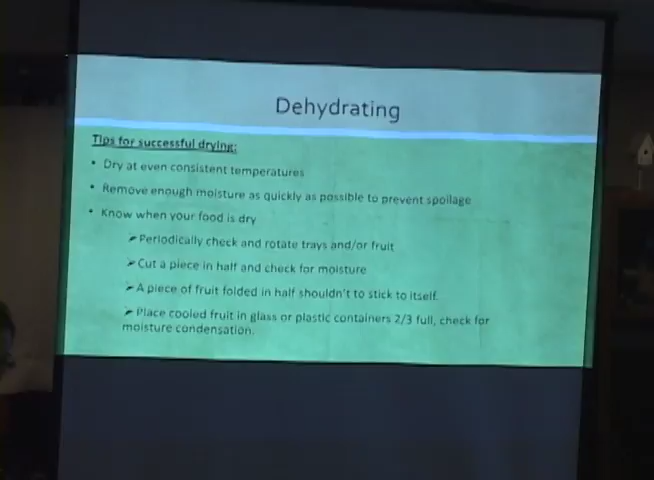 Dehydrating
Tips for successful drying:
• Dry at even consistent temperatures
• Remove enough moisture as quickly as possible to prevent spoilage
• Know when your food is dry
➢Periodically check and rotate trays and/or fruit
➢Cut a piece in half and check for moisture
➢A piece of fruit folded in half shouldn't to stick to itself.
➢Place cooled fruit in glass or plastic containers 2/3 full, check for
moisture condensation.